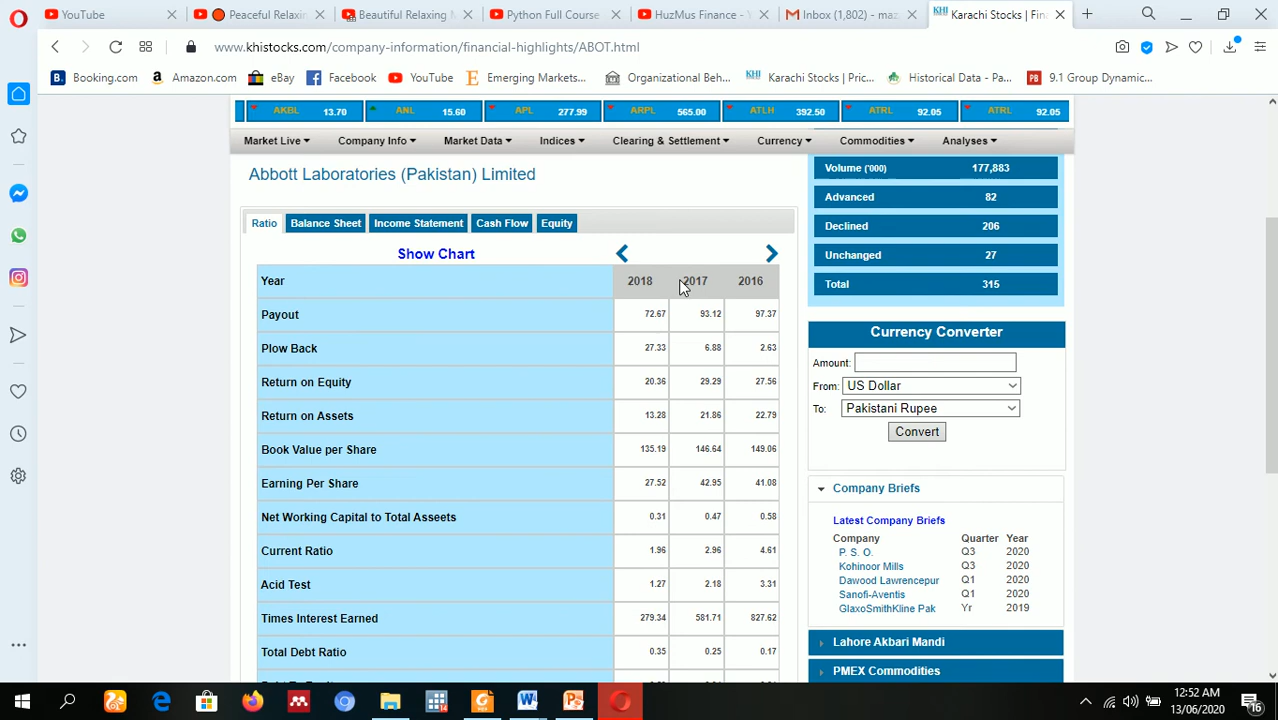 YouTube
Peaceful Relaxi
Beautiful Relaxing M
Python Full Course
HuzMus Finance - Y
Inbox (1,802) - maz
Karachi Stocks | Fina
www.khistocks.com/company-information/financial-highlights/ABOT.html
Booking.com
Amazon.com
eBay
Facebook
YouTube
Emerging Markets...
Organizational Beh...
Karachi Stocks | Pric...
Historical Data - Pa...
9.1 Group Dynamic...
AKBL 13.70 ANL 15.60 APL 277.99 ARPL 565.00 ATLH 392.50 ATRL 92.05 ATRL 92.05
Market Live Company Info Market Data Indices Clearing & Settlement Currency Commodities Analyses
Abbott Laboratories (Pakistan) Limited
Ratio Balance Sheet Income Statement Cash Flow Equity
Show Chart
Year 2018 2017 2016
Payout 72.67 93.12 97.37
Plow Back 27.33 6.88 2.63
Return on Equity 20.36 29.29 27.56
Return on Assets 13.28 21.86 22.79
Book Value per Share 135.19 146.64 149.06
Earning Per Share 27.52 42.95 41.08
Net Working Capital to Total Asseets 0.31 0.47 0.58
Current Ratio 1.96 2.96 4.61
Acid Test 1.27 2.18 3.31
Times Interest Earned 279.34 581.71 827.62
Total Debt Ratio 0.35 0.25 0.17
Volume ('000) 177,883
Advanced 82
Declined 206
Unchanged 27
Total 315
Currency Converter
Amount:
From: US Dollar
To: Pakistani Rupee
Convert
Company Briefs
Latest Company Briefs
Company Quarter Year
P. S. O. Q3 2020
Kohinoor Mills Q3 2020
Dawood Lawrencepur Q1 2020
Sanofi-Aventis Q1 2020
GlaxoSmithKline Pak Yr 2019
Lahore Akbari Mandi
PMEX Commodities
12:52 AM
13/06/2020
16